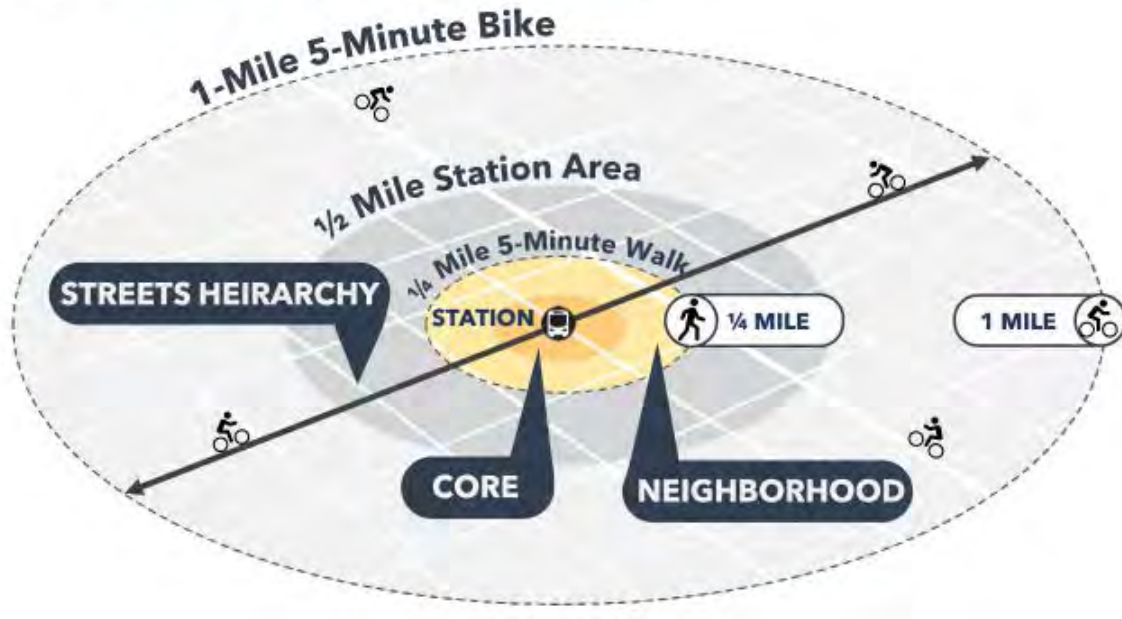 1-Mile 5-Minute Bike
1/2 Mile Station Area
1/4 Mile 5-Minute Walk
STREETS HEIRARCHY
STATION
1/4 MILE
1 MILE
CORE
NEIGHBORHOOD